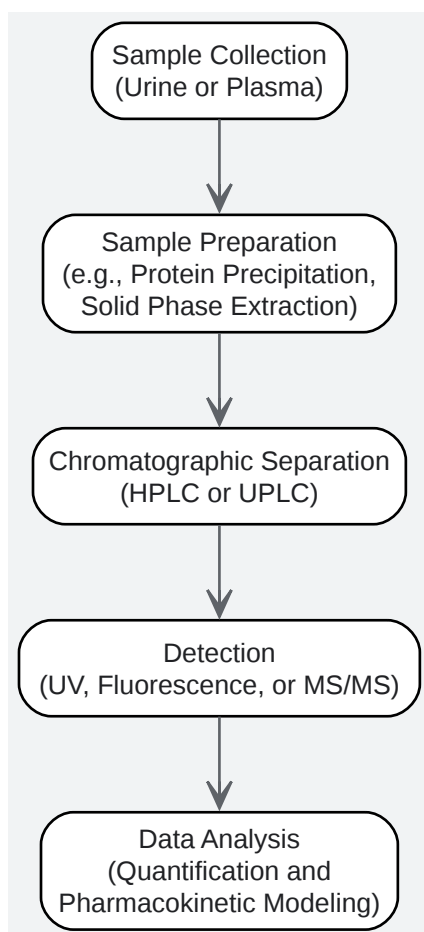 Sample Collection
(Urine or Plasma)
Sample Preparation
(e.g., Protein Precipitation,
Solid Phase Extraction)
Chromatographic Separation
(HPLC or UPLC)
Detection
(UV, Fluorescence, or MS/MS)
Data Analysis
(Quantification and
Pharmacokinetic Modeling)